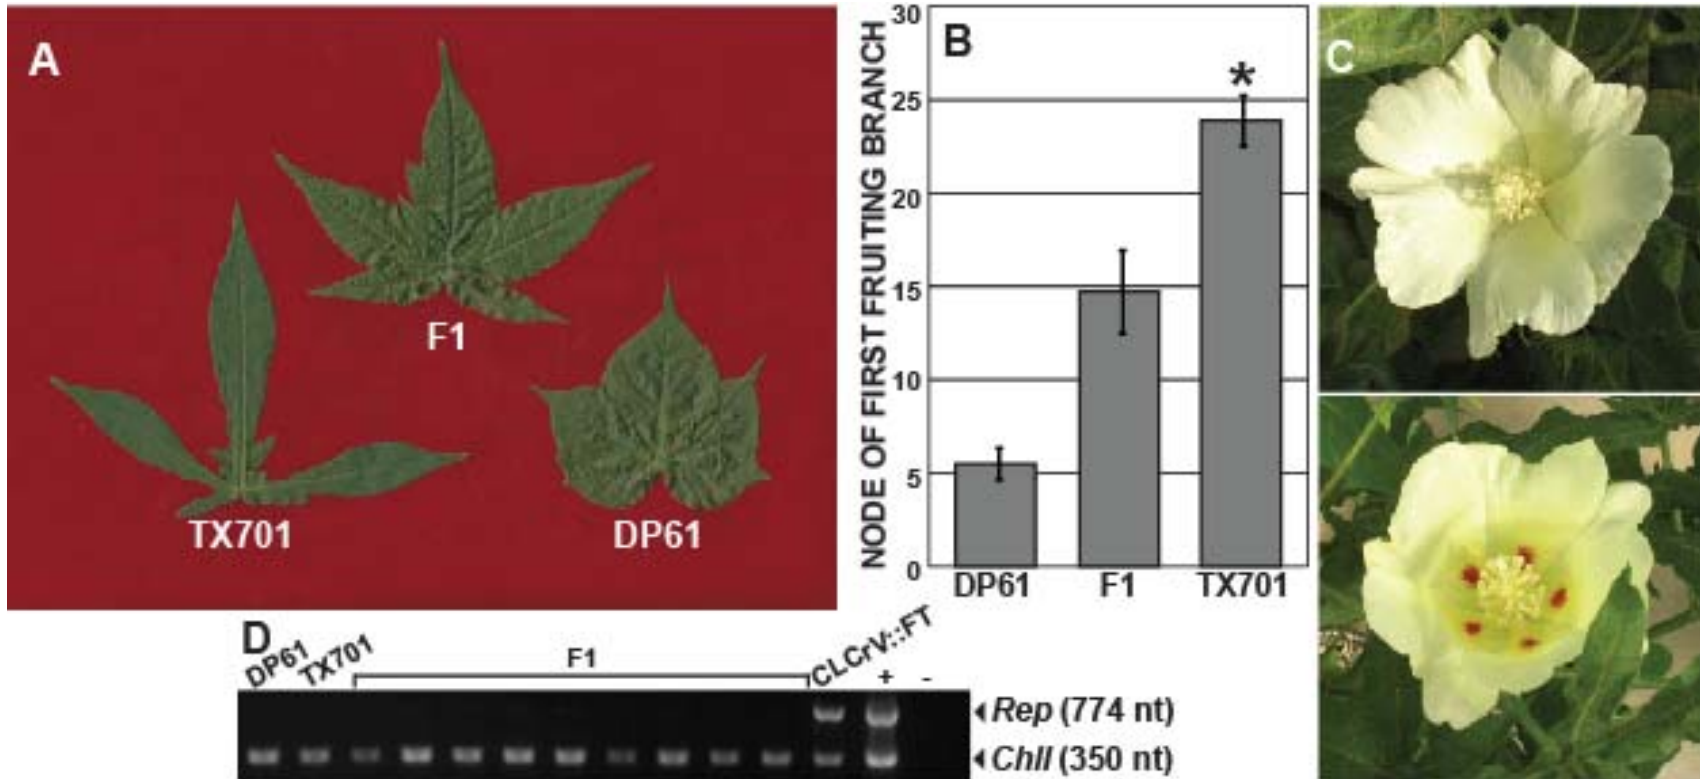 A
F1
TX701
DP61
B
NODE OF FIRST FRUITING BRANCH
30
25
20
15
10
5
0
*
DP61 F1 TX701
C
D
DP61
TX701
F1
CLCrV::FT
+
-
◂Rep (774 nt)
◂ChlI (350 nt)